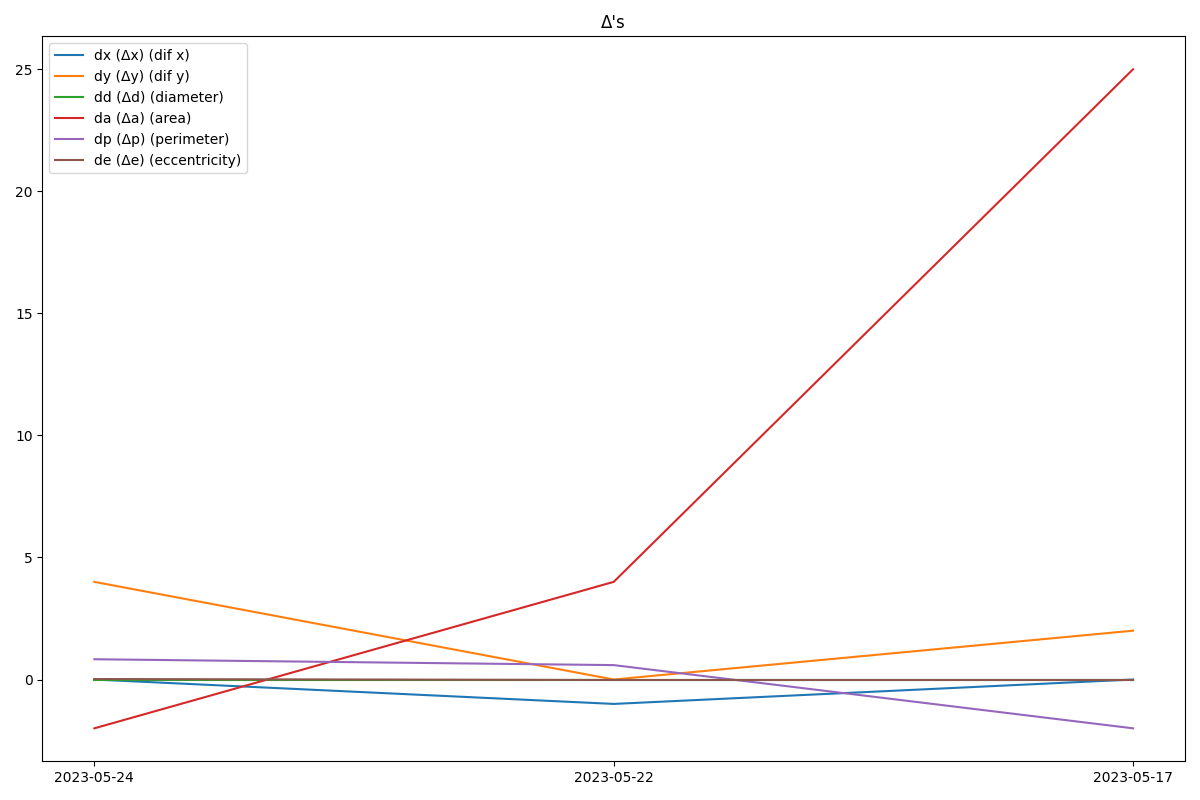 Δ's
dx (Δx) (dif x)
dy (Δy) (dif y)
dd (Δd) (diameter)
da (Δa) (area)
dp (Δp) (perimeter)
de (Δe) (eccentricity)
25
20
15
10
5
0
2023-05-24 2023-05-22 2023-05-17